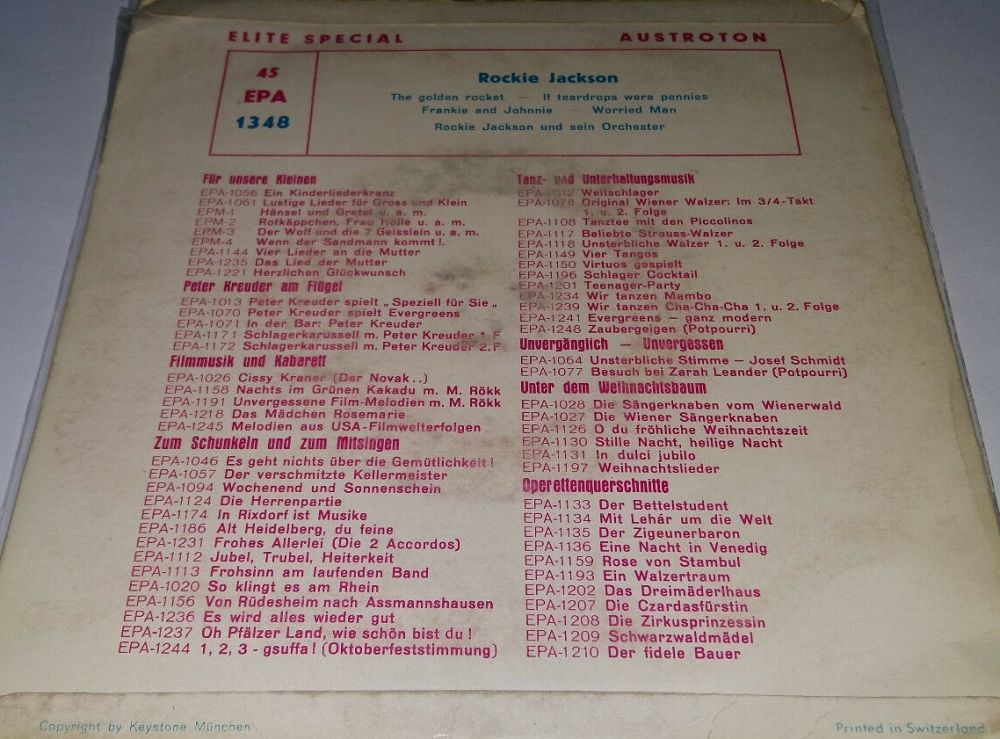 ELITE SPECIAL
AUSTROTON
45
EPA
1348
Rockie Jackson
The golden rocket — If teardrops were pennies
Frankie and Johnnie — Worried Man
Rockie Jackson und sein Orchester
Für unsere Kleinen
EPA-1056 Ein Kinderliederkranz
EPA-1061 Lustige Lieder für Gross und Klein
EPM-1 Hänsel und Gretel u. a. m.
EPM-2 Rotkäppchen, Frau Holle u. a. m.
EPM-3 Der Wolf und die 7 Geisslein u. a. m.
EPM-4 Wenn der Sandmann kommt!
EPA-1144 Vier Lieder an die Mutter
EPA-1235 Das Lied der Mutter
EPA-1221 Herzlichen Glückwunsch
Peter Kreuder am Flügel
EPA-1013 Peter Kreuder spielt „Speziell für Sie„
EPA-1070 Peter Kreuder spielt Evergreens
EPA-1071 In der Bar: Peter Kreuder
EPA-1171 Schlagerkarussell m. Peter Kreuder 1. F
EPA-1172 Schlagerkarussell m. Peter Kreuder 2. F
Filmmusik und Kabarett
EPA-1026 Cissy Kraner (Der Novak..)
EPA-1158 Nachts im Grünen Kakadu m. M. Rökk
EPA-1191 Unvergessene Film-Melodien m. M. Rökk
EPA-1218 Das Mädchen Rosemarie
EPA-1245 Melodien aus USA-Filmwelterfolgen
Zum Schunkeln und zum Mitsingen
EPA-1046 Es geht nichts über die Gemütlichkeit!
EPA-1057 Der verschmitzte Kellermeister
EPA-1094 Wochenend und Sonnenschein
EPA-1124 Die Herrenpartie
EPA-1174 In Rixdorf ist Musike
EPA-1186 Alt Heidelberg, du feine
EPA-1231 Frohes Allerlei (Die 2 Accordos)
EPA-1112 Jubel, Trubel, Heiterkeit
EPA-1113 Frohsinn am laufenden Band
EPA-1020 So klingt es am Rhein
EPA-1156 Von Rüdesheim nach Assmannshausen
EPA-1236 Es wird alles wieder gut
EPA-1237 Oh Pfälzer Land, wie schön bist du!
EPA-1244 1, 2, 3 - gsuffa! (Oktoberfeststimmung)
Tanz- und Unterhaltungsmusik
EPA-1012 Weltschlager
EPA-1078 Original Wiener Walzer: Im 3/4-Takt
1. u. 2. Folge
EPA-1108 Tanztee mit den Piccolinos
EPA-1117 Beliebte Strauss-Walzer
EPA-1118 Unsterbliche Walzer 1. u. 2. Folge
EPA-1149 Vier Tangos
EPA-1150 Virtuos gespielt
EPA-1196 Schlager Cocktail
EPA-1201 Teenager-Party
EPA-1234 Wir tanzen Mambo
EPA-1239 Wir tanzen Cha-Cha-Cha 1. u. 2. Folge
EPA-1241 Evergreens — ganz modern
EPA-1248 Zaubergeigen (Potpourri)
Unvergänglich — Unvergessen
EPA-1064 Unsterbliche Stimme — Josef Schmidt
EPA-1077 Besuch bei Zarah Leander (Potpourri)
Unter dem Weihnachtsbaum
EPA-1028 Die Sängerknaben vom Wienerwald
EPA-1027 Die Wiener Sängerknaben
EPA-1126 O du fröhliche Weihnachtszeit
EPA-1130 Stille Nacht, heilige Nacht
EPA-1131 In dulci jubilo
EPA-1197 Weihnachtslieder
Operettenquerschnitte
EPA-1133 Der Bettelstudent
EPA-1134 Mit Lehár um die Welt
EPA-1135 Der Zigeunerbaron
EPA-1136 Eine Nacht in Venedig
EPA-1159 Rose von Stambul
EPA-1193 Ein Walzertraum
EPA-1202 Das Dreimäderlhaus
EPA-1207 Die Czardasfürstin
EPA-1208 Die Zirkusprinzessin
EPA-1209 Schwarzwaldmädel
EPA-1210 Der fidele Bauer
Copyright by Keystone München
Printed in Switzerland